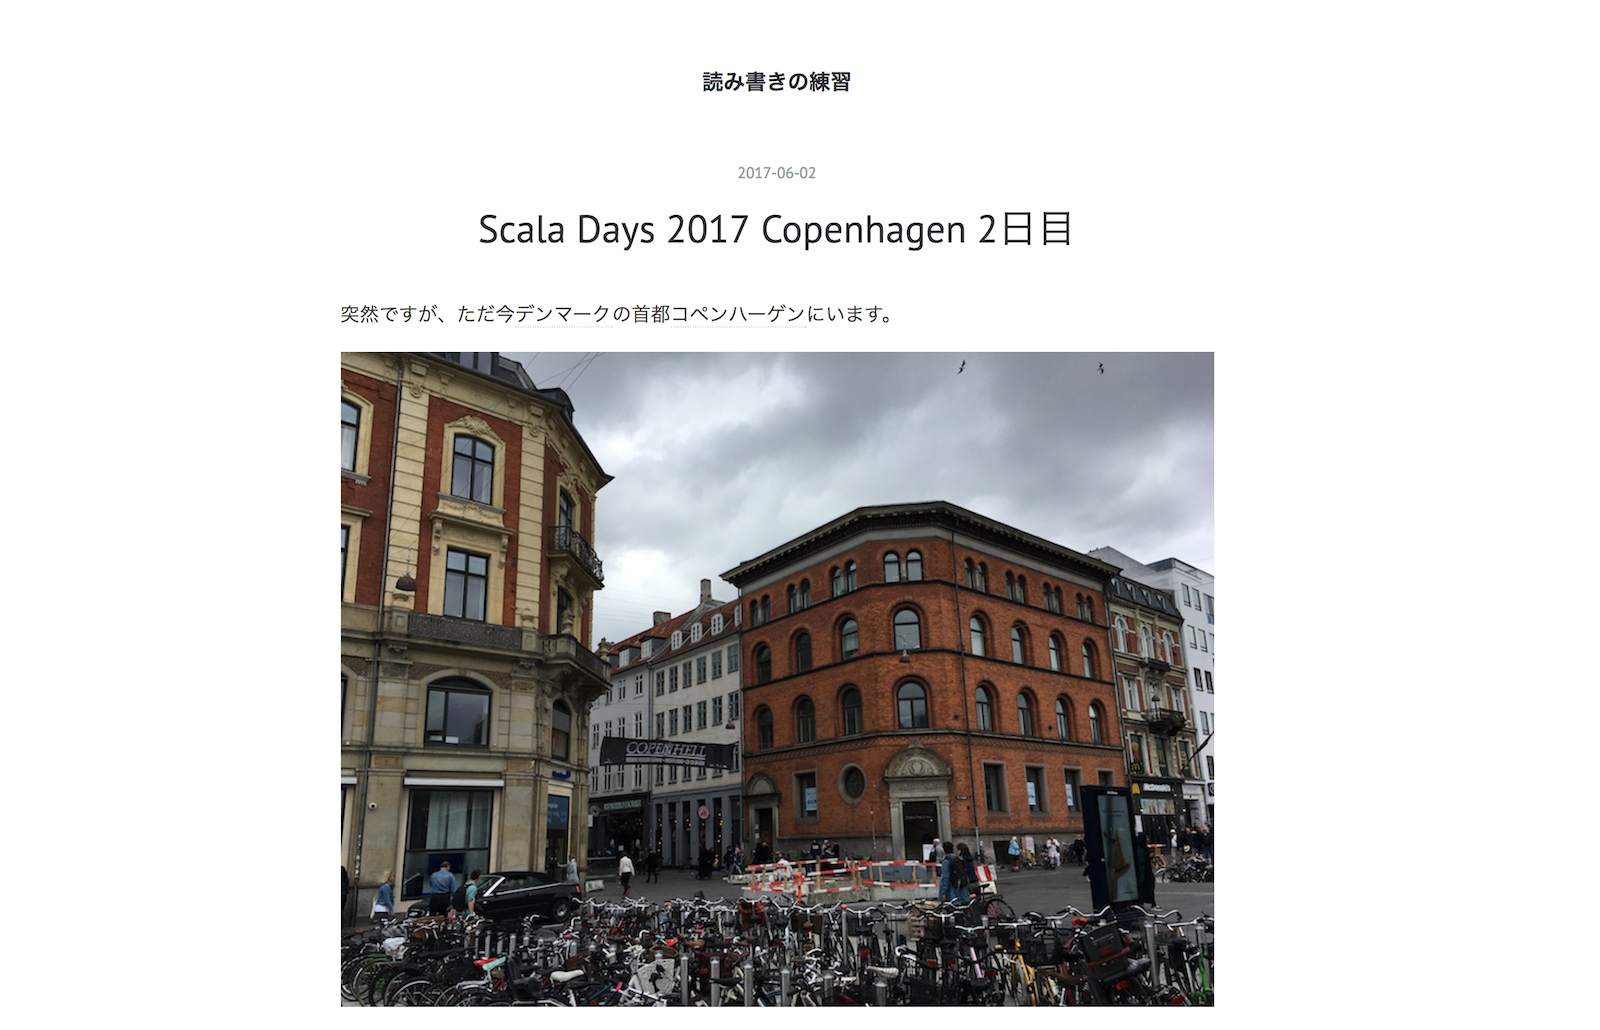 読み書きの練習
2017-06-02
Scala Days 2017 Copenhagen 2日目
突然ですが、ただ今デンマークの首都コペンハーゲンにいます。
COPENHELL
McDonald's